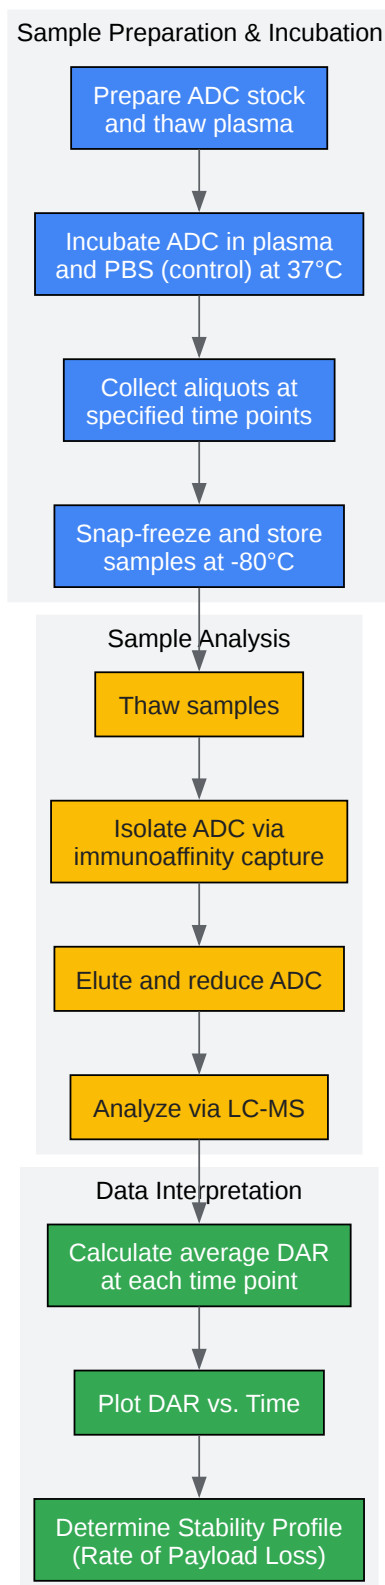 Sample Preparation & Incubation
Prepare ADC stock
and thaw plasma
Incubate ADC in plasma
and PBS (control) at 37°C
Collect aliquots at
specified time points
Snap-freeze and store
samples at -80°C
Sample Analysis
Thaw samples
Isolate ADC via
immunoaffinity capture
Elute and reduce ADC
Analyze via LC-MS
Data Interpretation
Calculate average DAR
at each time point
Plot DAR vs. Time
Determine Stability Profile
(Rate of Payload Loss)